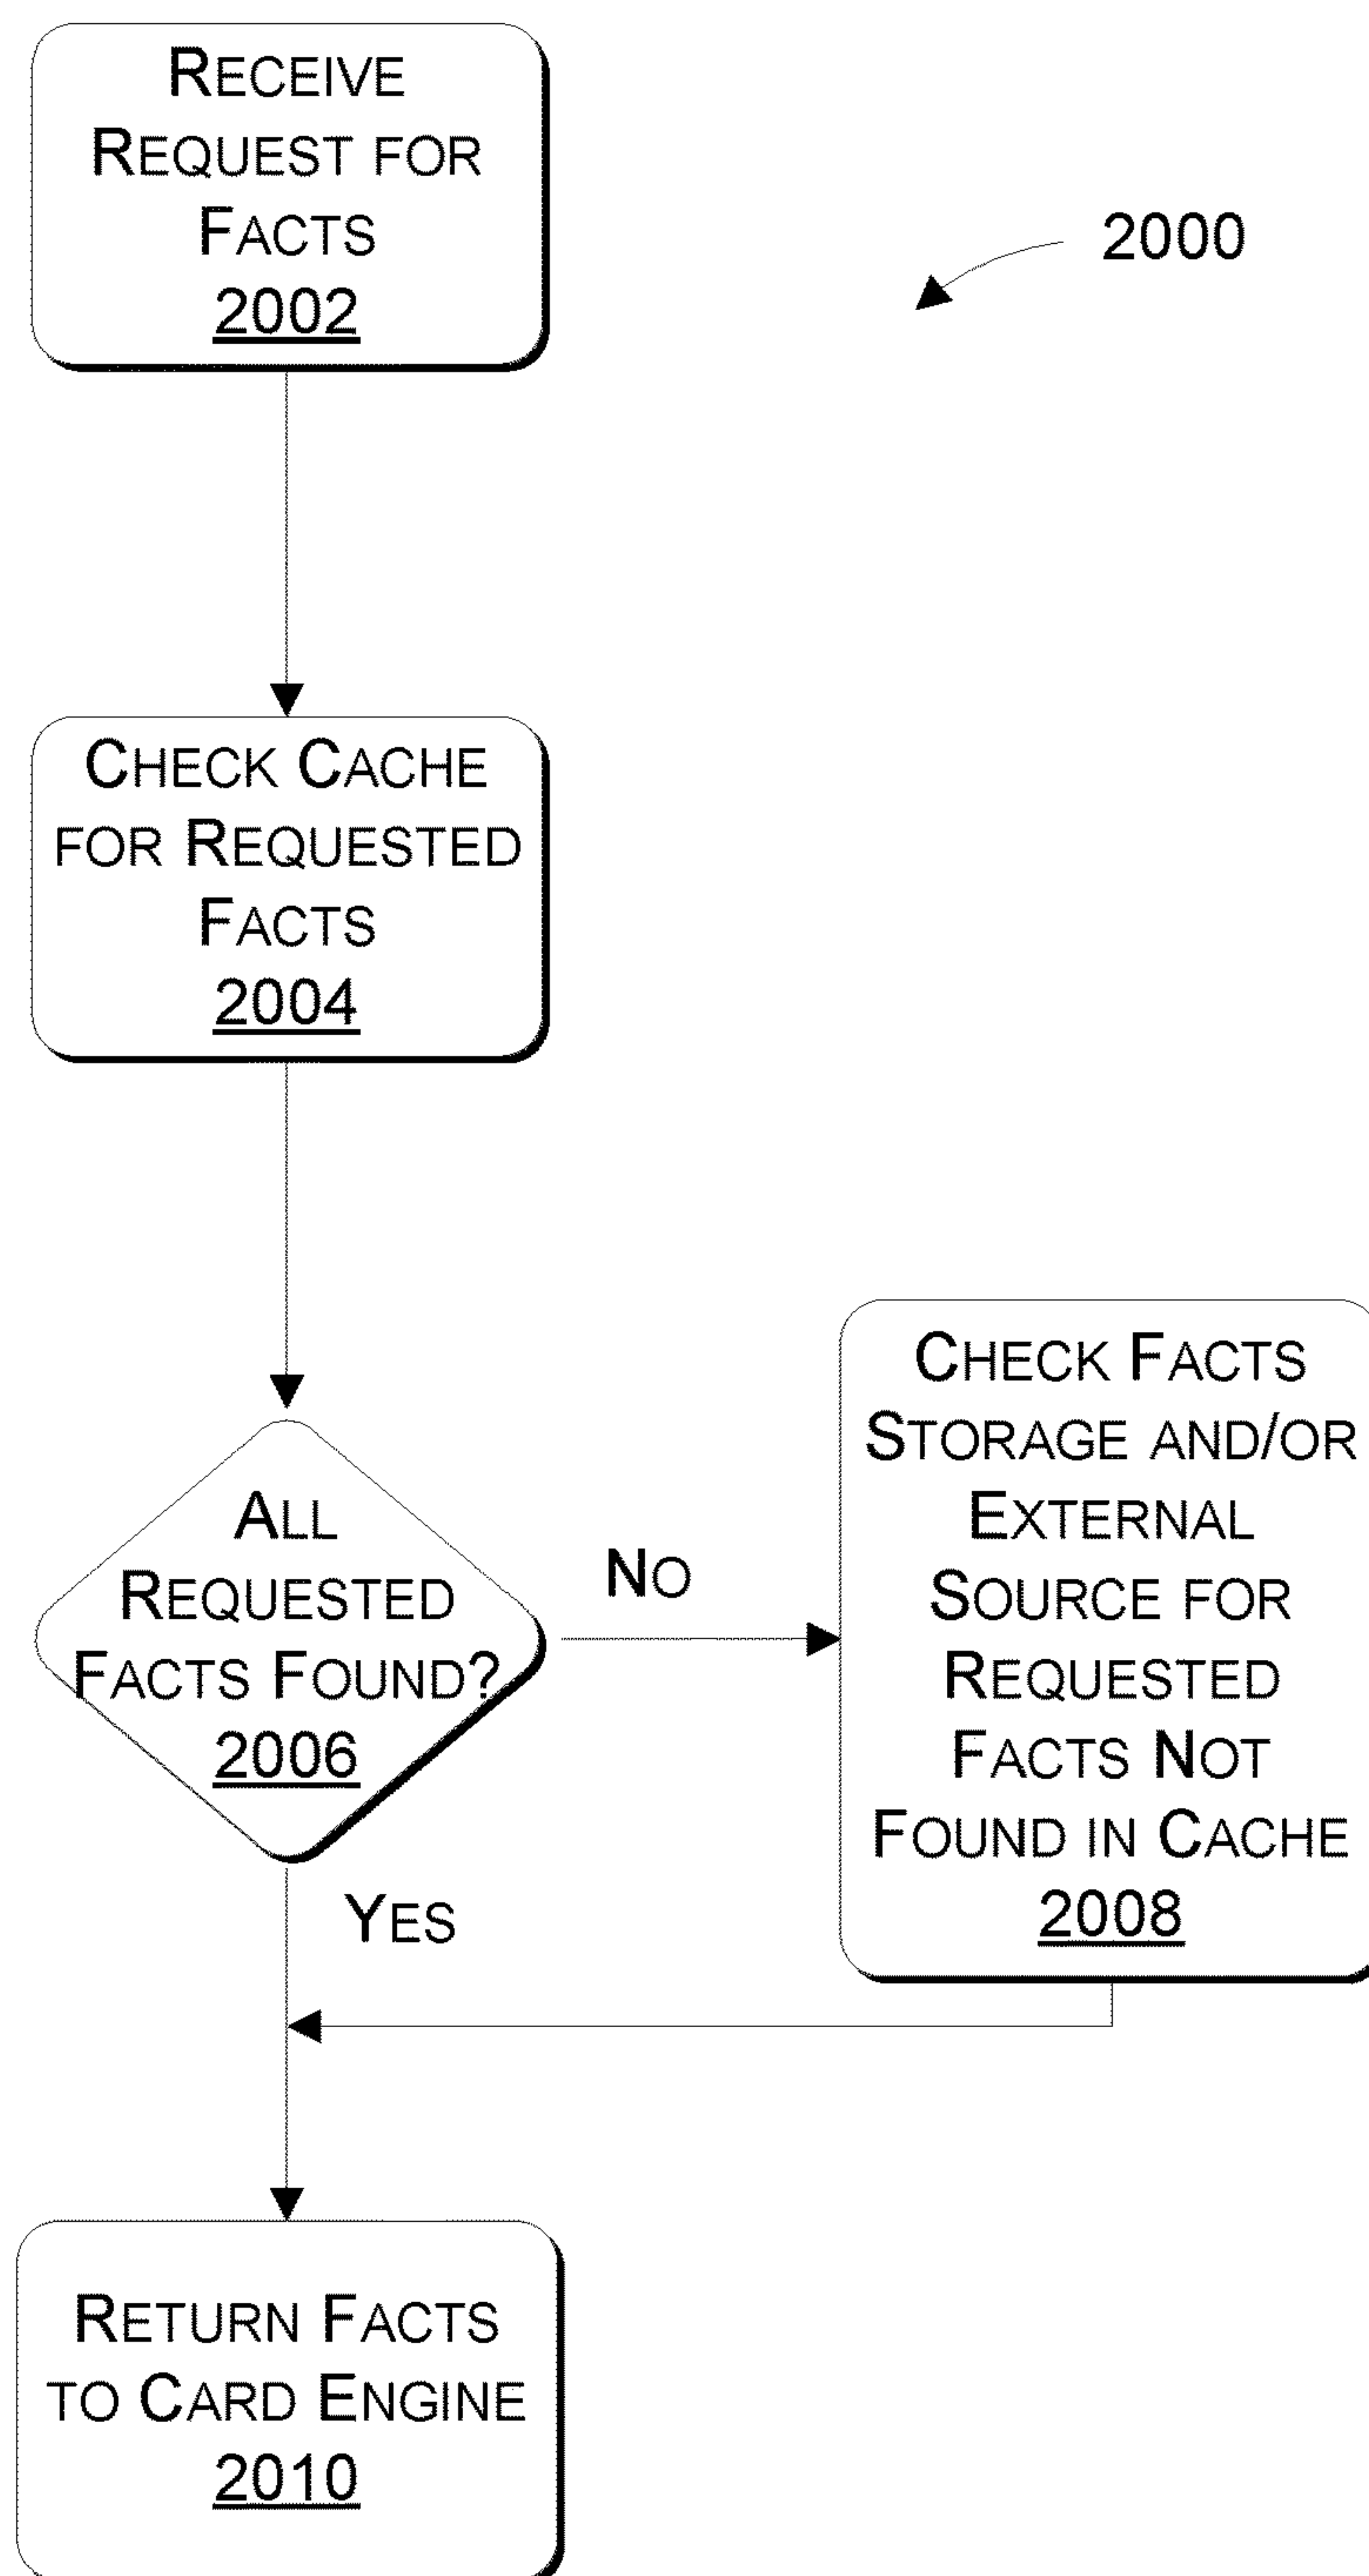 RECEIVE
REQUEST FOR
FACTS
2002
2000
CHECK CACHE
FOR REQUESTED
FACTS
2004
ALL
REQUESTED
FACTS FOUND?
2006
NO
YES
CHECK FACTS
STORAGE AND/OR
EXTERNAL
SOURCE FOR
REQUESTED
FACTS NOT
FOUND IN CACHE
2008
RETURN FACTS
TO CARD ENGINE
2010